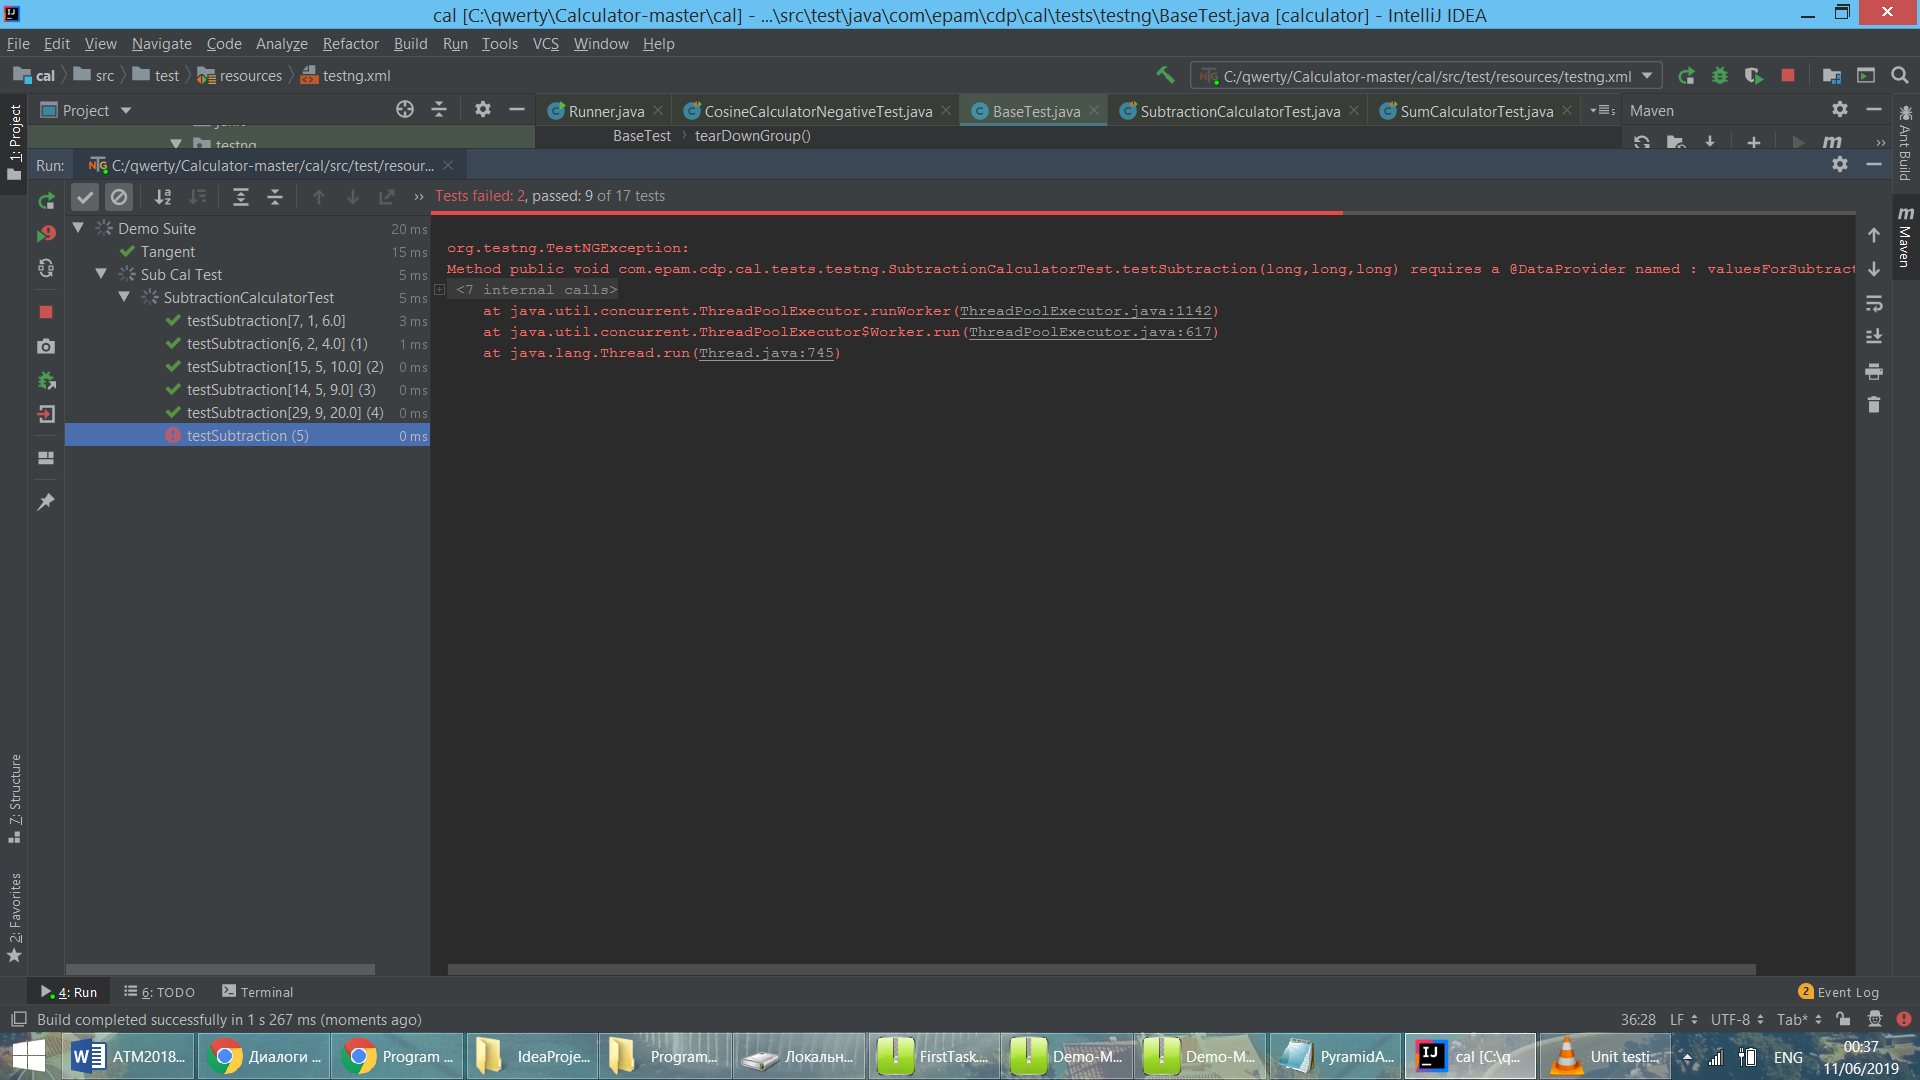 cal [C:\qwerty\Calculator-master\cal] - ...\src\test\java\com\epam\cdp\cal\tests\testng\BaseTest.java [calculator] - IntelliJ IDEA
File Edit View Navigate Code Analyze Refactor Build Run Tools VCS Window Help
cal src test resources testng.xml C:/qwerty/Calculator-master/cal/src/test/resources/testng.xml
1: Project
Project Runner.java CosineCalculatorNegativeTest.java BaseTest.java SubtractionCalculatorTest.java SumCalculatorTest.java Maven
testng BaseTest tearDownGroup()
Ant Build
Run: C:/qwerty/Calculator-master/cal/src/test/resour...
Tests failed: 2, passed: 9 of 17 tests
Maven
Demo Suite 20 ms
Tangent 15 ms
Sub Cal Test 5 ms
SubtractionCalculatorTest 5 ms
testSubtraction[7, 1, 6.0] 3 ms
testSubtraction[6, 2, 4.0] (1) 1 ms
testSubtraction[15, 5, 10.0] (2) 0 ms
testSubtraction[14, 5, 9.0] (3) 0 ms
testSubtraction[29, 9, 20.0] (4) 0 ms
testSubtraction (5) 0 ms
org.testng.TestNGException:
Method public void com.epam.cdp.cal.tests.testng.SubtractionCalculatorTest.testSubtraction(long,long,long) requires a @DataProvider named : valuesForSubtract
<7 internal calls>
at java.util.concurrent.ThreadPoolExecutor.runWorker(ThreadPoolExecutor.java:1142)
at java.util.concurrent.ThreadPoolExecutor$Worker.run(ThreadPoolExecutor.java:617)
at java.lang.Thread.run(Thread.java:745)
7: Structure
2: Favorites
4: Run 6: TODO Terminal 2 Event Log
Build completed successfully in 1 s 267 ms (moments ago) 36:28 LF UTF-8 Tab*
ATM2018... Диалоги ... Program ... IdeaProje... Program... Локальн... FirstTask.... Demo-M... Demo-M... PyramidA... cal [C:\q... Unit testi... ENG
00:37
11/06/2019